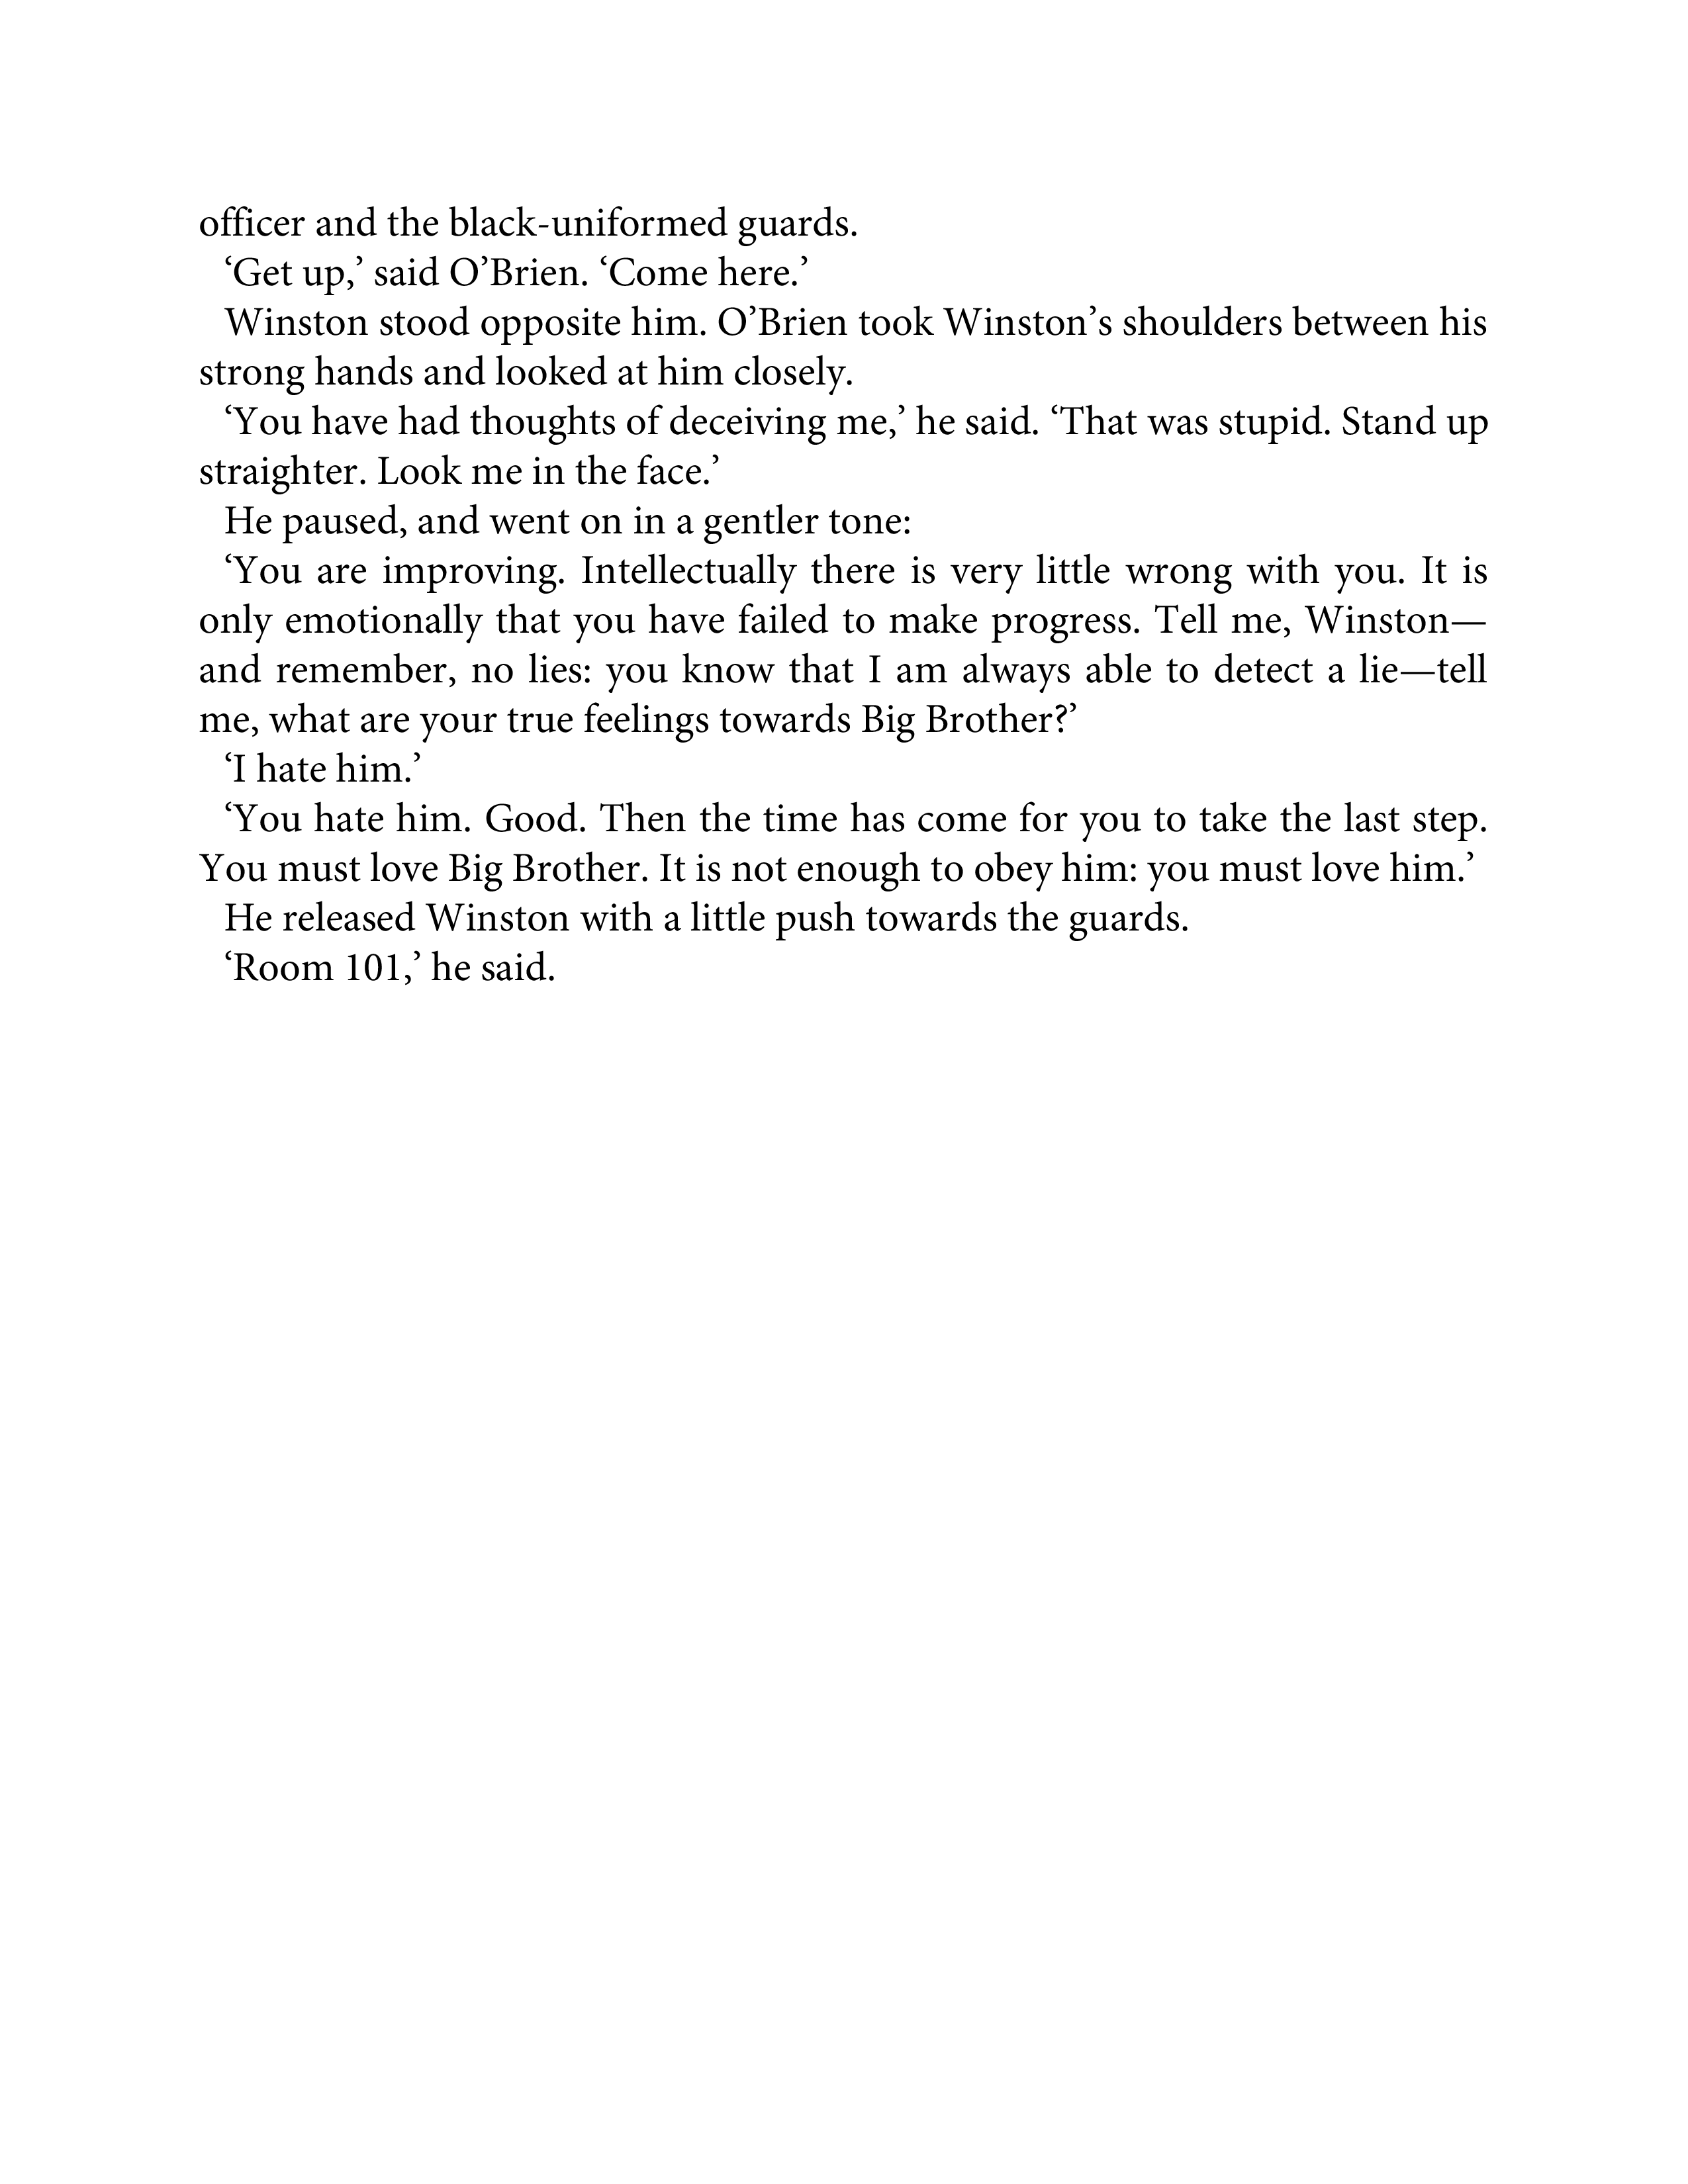 officer and the black-uniformed guards.
‘Get up,’ said O’Brien. ‘Come here.’
Winston stood opposite him. O’Brien took Winston’s shoulders between his
strong hands and looked at him closely.
‘You have had thoughts of deceiving me,’ he said. ‘That was stupid. Stand up
straighter. Look me in the face.’
He paused, and went on in a gentler tone:
‘You are improving. Intellectually there is very little wrong with you. It is
only emotionally that you have failed to make progress. Tell me, Winston—
and remember, no lies: you know that I am always able to detect a lie—tell
me, what are your true feelings towards Big Brother?’
‘I hate him.’
‘You hate him. Good. Then the time has come for you to take the last step.
You must love Big Brother. It is not enough to obey him: you must love him.’
He released Winston with a little push towards the guards.
‘Room 101,’ he said.